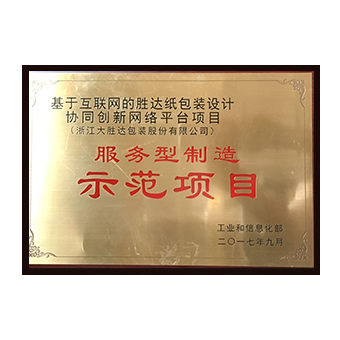 基于互联网的胜达纸包装设计
协同创新网络平台项目
(浙江大胜达包装股份有限公司)
服务型制造
示范项目
工业和信息化部
二〇一七年九月